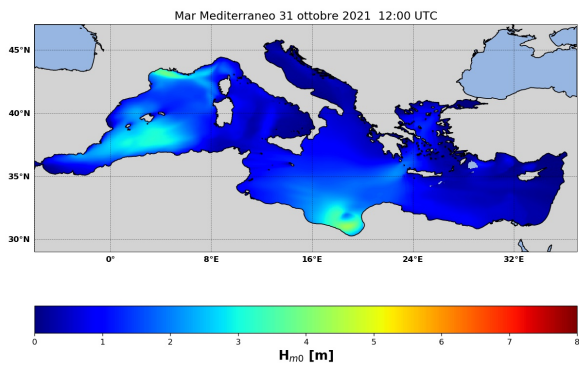 Mar Mediterraneo 31 ottobre 2021 12:00 UTC
45°N
40°N
35°N
30°N
0° 8°E 16°E 24°E 32°E
0 1 2 3 4 5 6 7 8
Hm0 [m]